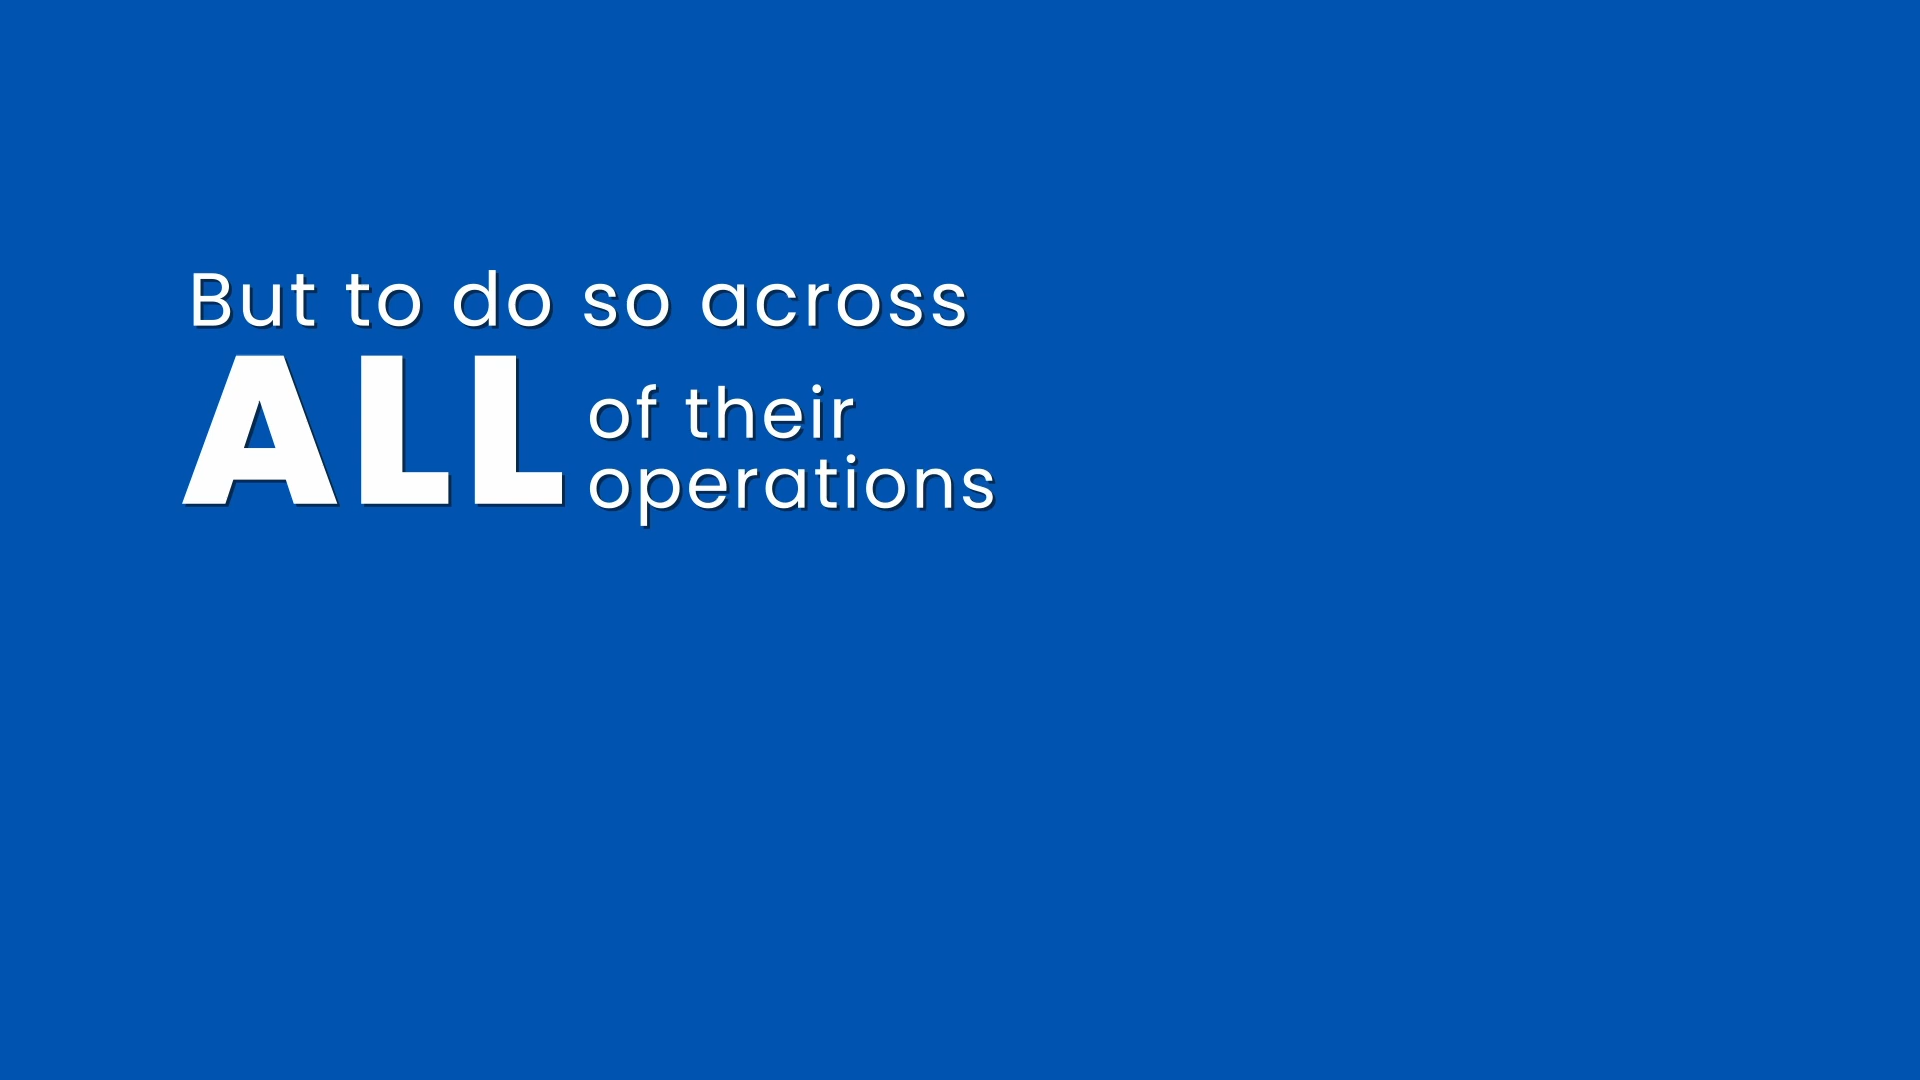 But to do so across
ALL of their
operations